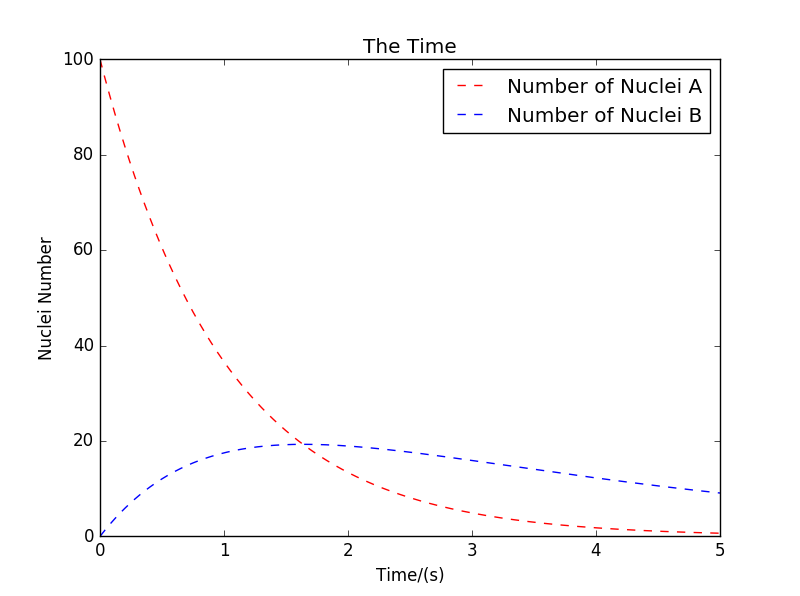 The Time
Number of Nuclei A
Number of Nuclei B
Nuclei Number
100
80
60
40
20
0
0 1 2 3 4 5
Time/(s)